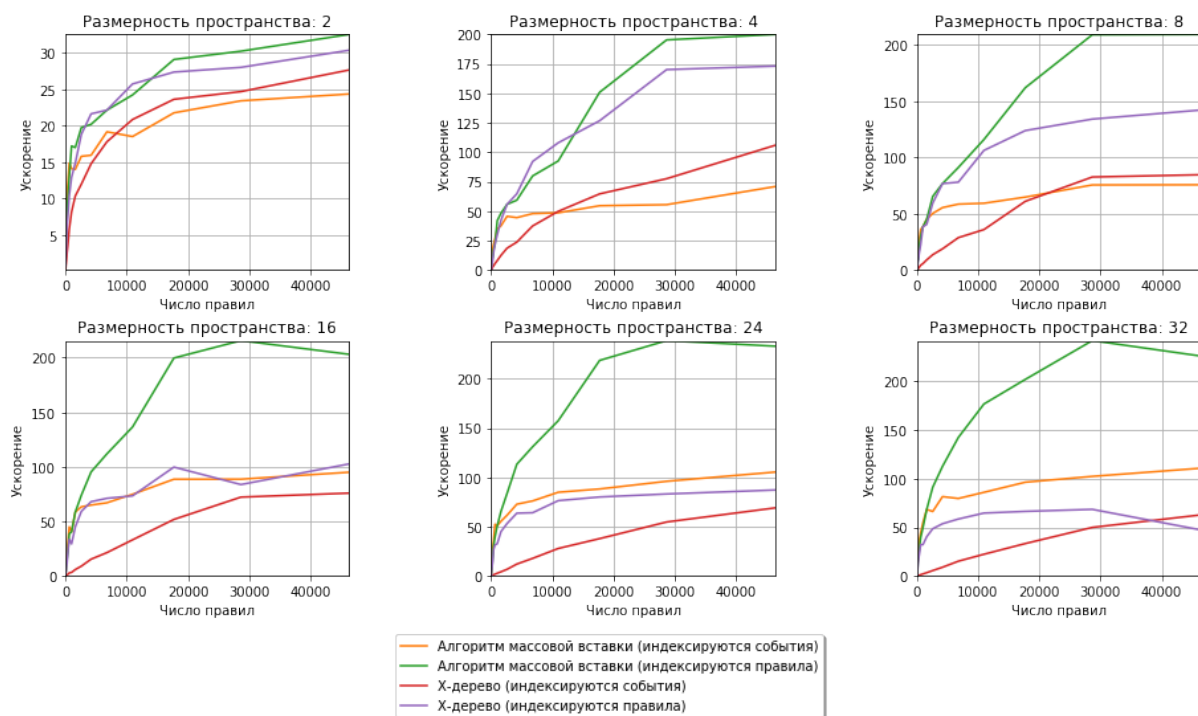 Размерность пространства: 2
Ускорение
30
25
20
15
10
5
0 10000 20000 30000 40000
Число правил
Размерность пространства: 4
Ускорение
200
175
150
125
100
75
50
25
0
0 10000 20000 30000 40000
Число правил
Размерность пространства: 8
Ускорение
200
150
100
50
0
0 10000 20000 30000 40000
Число правил
Размерность пространства: 16
Ускорение
200
150
100
50
0
0 10000 20000 30000 40000
Число правил
Размерность пространства: 24
Ускорение
200
150
100
50
0
0 10000 20000 30000 40000
Число правил
Размерность пространства: 32
Ускорение
200
150
100
50
0
0 10000 20000 30000 40000
Число правил
Алгоритм массовой вставки (индексируются события)
Алгоритм массовой вставки (индексируются правила)
X-дерево (индексируются события)
X-дерево (индексируются правила)